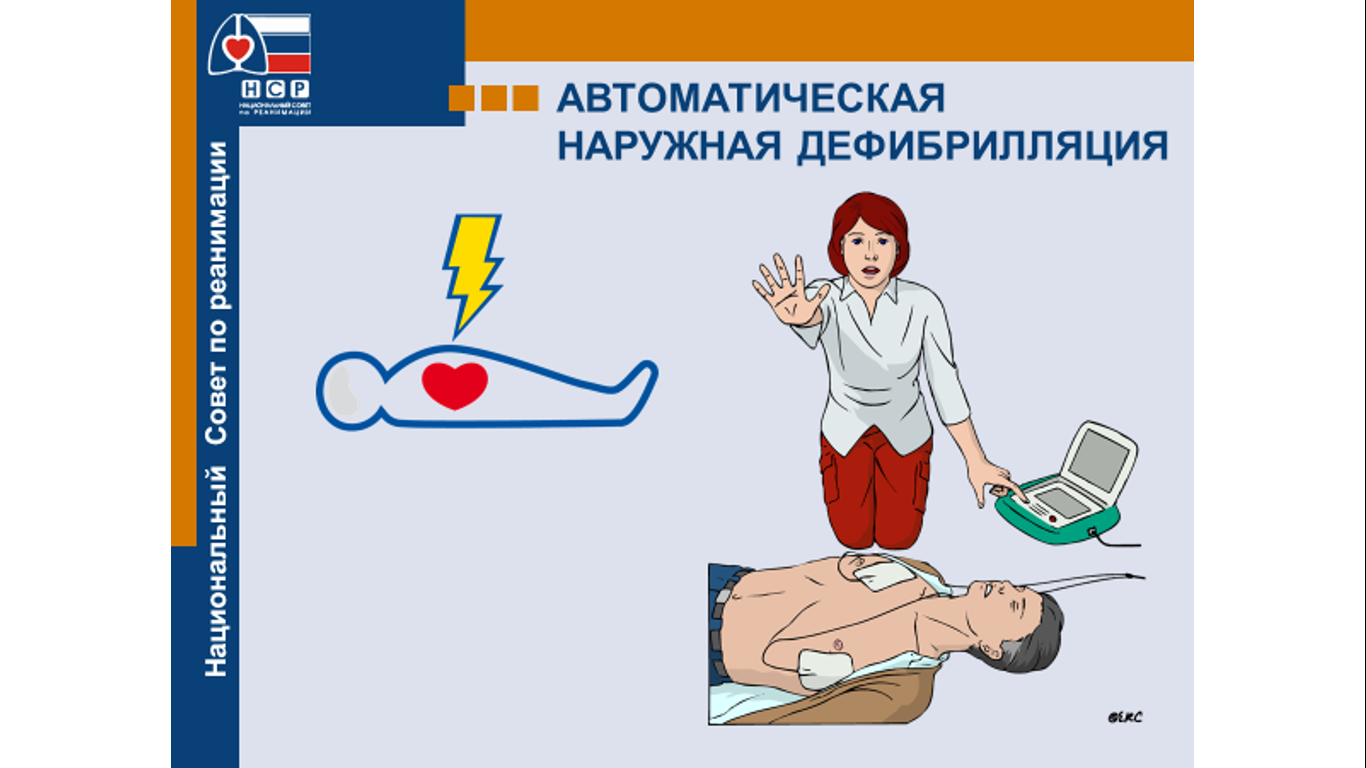 НСР
НАЦИОНАЛЬНЫЙ СОВЕТ
по РЕАНИМАЦИИ
АВТОМАТИЧЕСКАЯ
НАРУЖНАЯ ДЕФИБРИЛЛЯЦИЯ
Национальный Совет по реанимации
@ERC